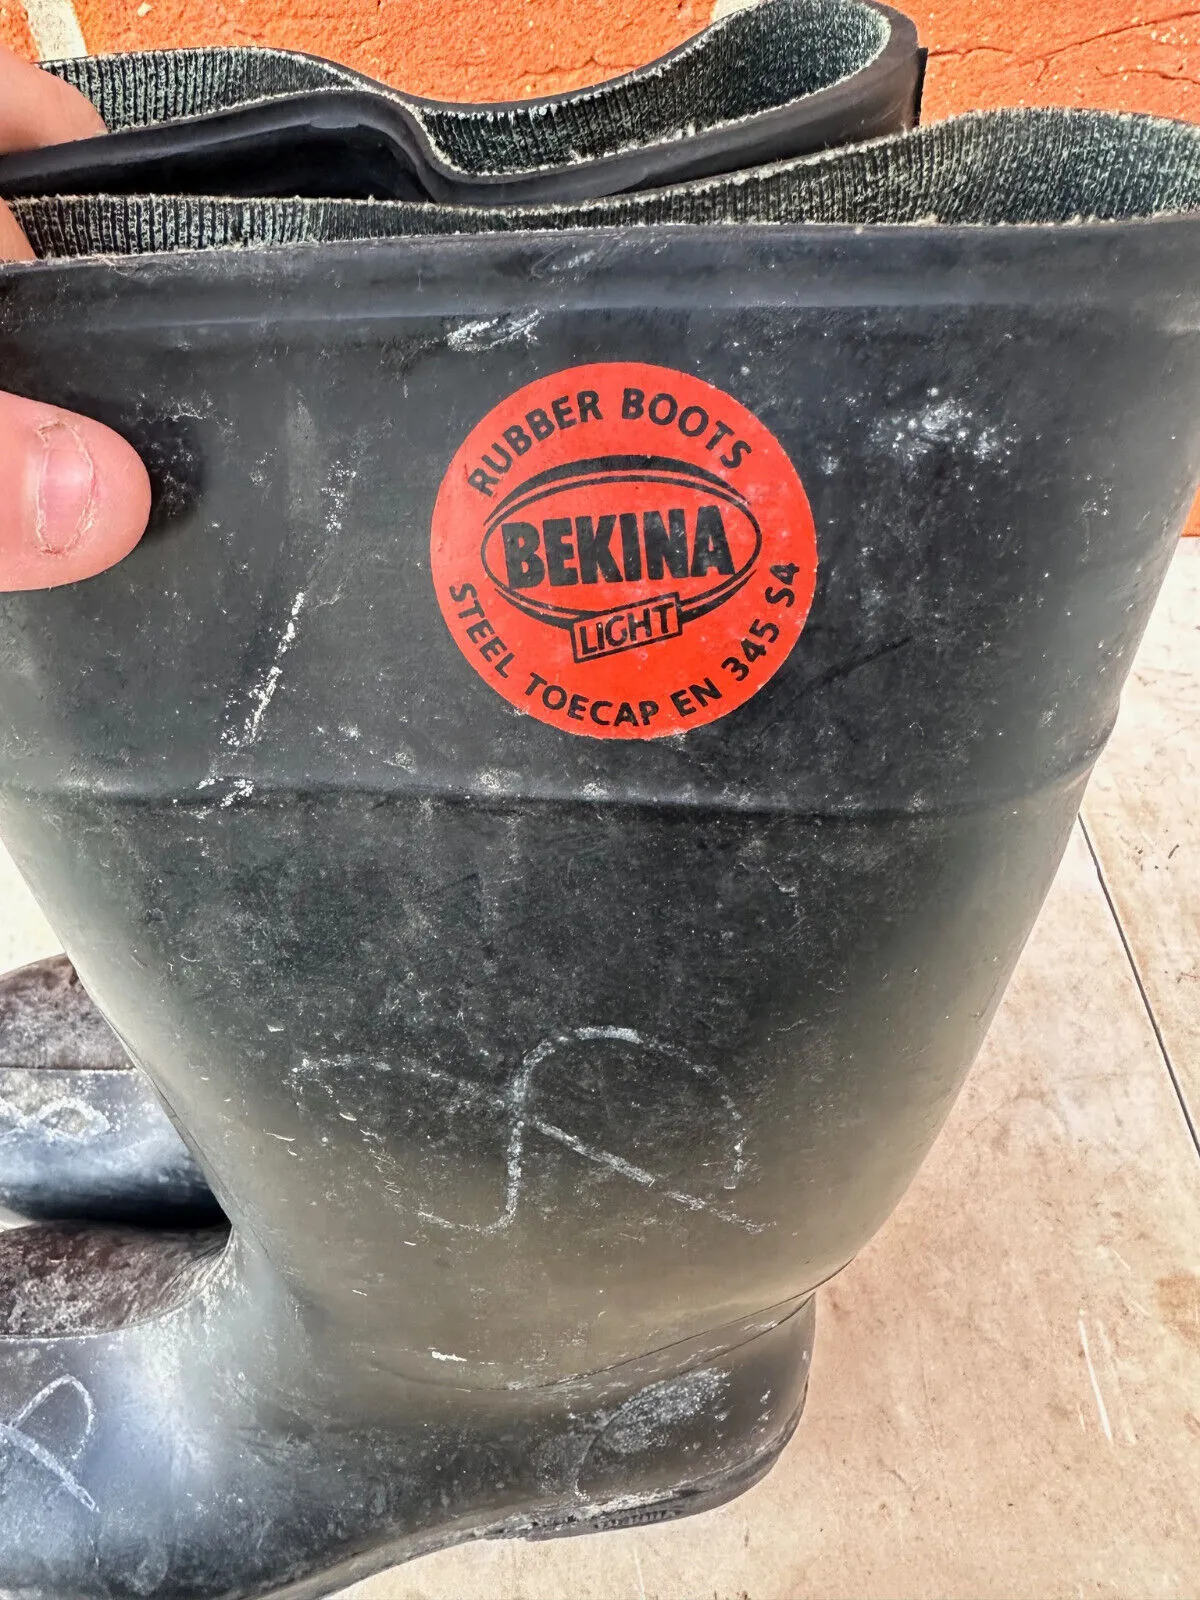 RUBBER BOOTS
BEKINA
LIGHT
STEEL TOECAP EN 345 S4